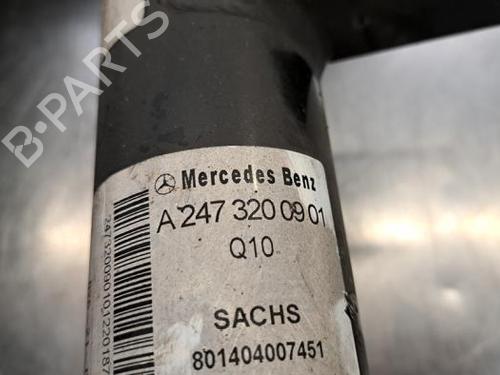 B-PARTS
Mercedes Benz
A 247 320 09 01
Q10
SACHS
801404007451